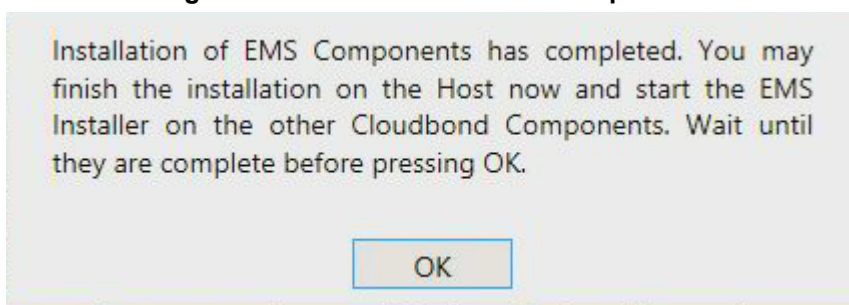 Installation of EMS Components has completed. You may
finish the installation on the Host now and start the EMS
Installer on the other Cloudbond Components. Wait until
they are complete before pressing OK.
OK